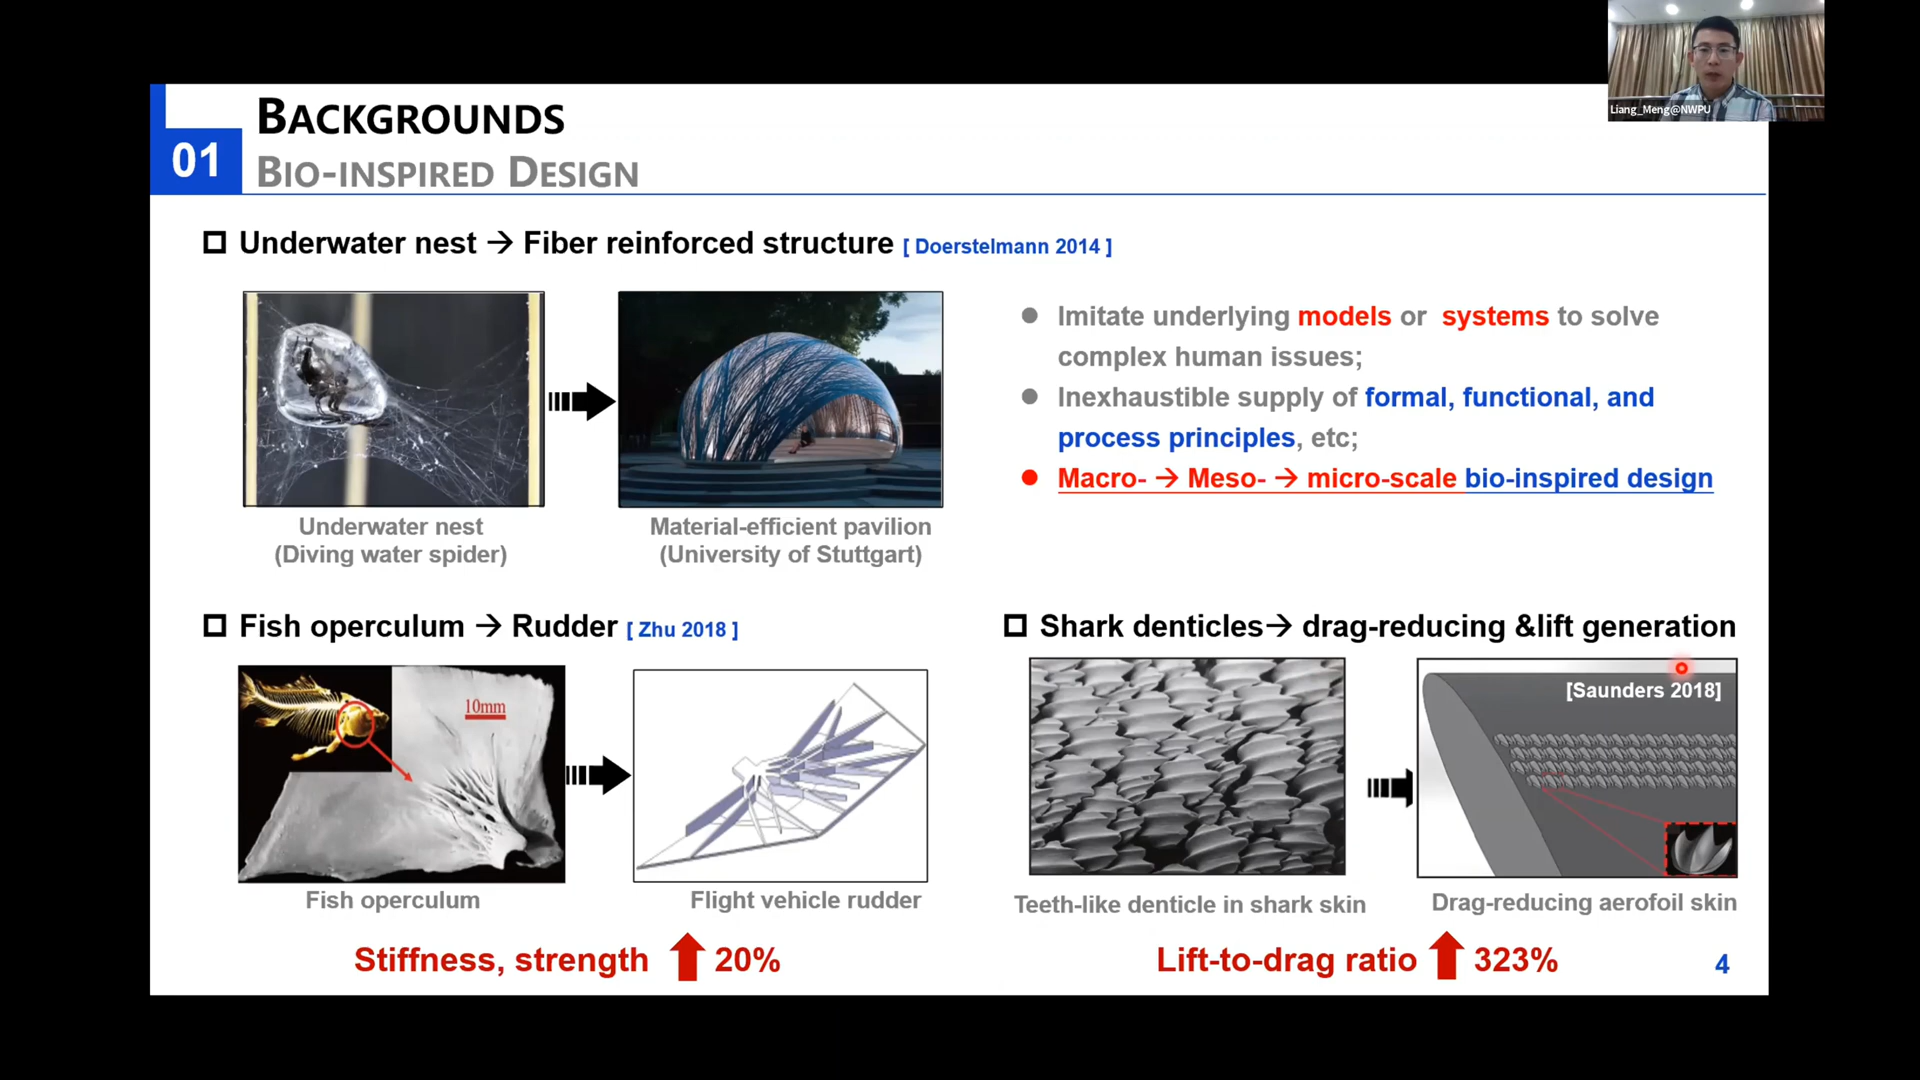 Liang_Meng@NWPU
01
BACKGROUNDS
BIO-INSPIRED DESIGN
Underwater nest → Fiber reinforced structure [ Doerstelmann 2014 ]
Underwater nest
(Diving water spider)
Material-efficient pavilion
(University of Stuttgart)
Imitate underlying models or systems to solve
complex human issues;
Inexhaustible supply of formal, functional, and
process principles, etc;
Macro- → Meso- → micro-scale bio-inspired design
Fish operculum → Rudder [ Zhu 2018 ]
10mm
Fish operculum
Flight vehicle rudder
Stiffness, strength 20%
Shark denticles→ drag-reducing &lift generation
[Saunders 2018]
Teeth-like denticle in shark skin
Drag-reducing aerofoil skin
Lift-to-drag ratio 323%
4